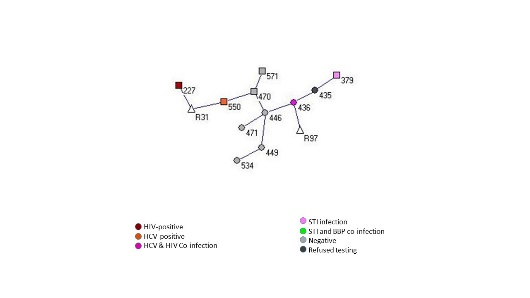 571
379
227
470
435
550
436
R31
446
471
R97
449
534
HIV-positive
HCV-positive
HCV & HIV Co-infection
STI infection
STI and BBP co-infection
Negative
Refused testing